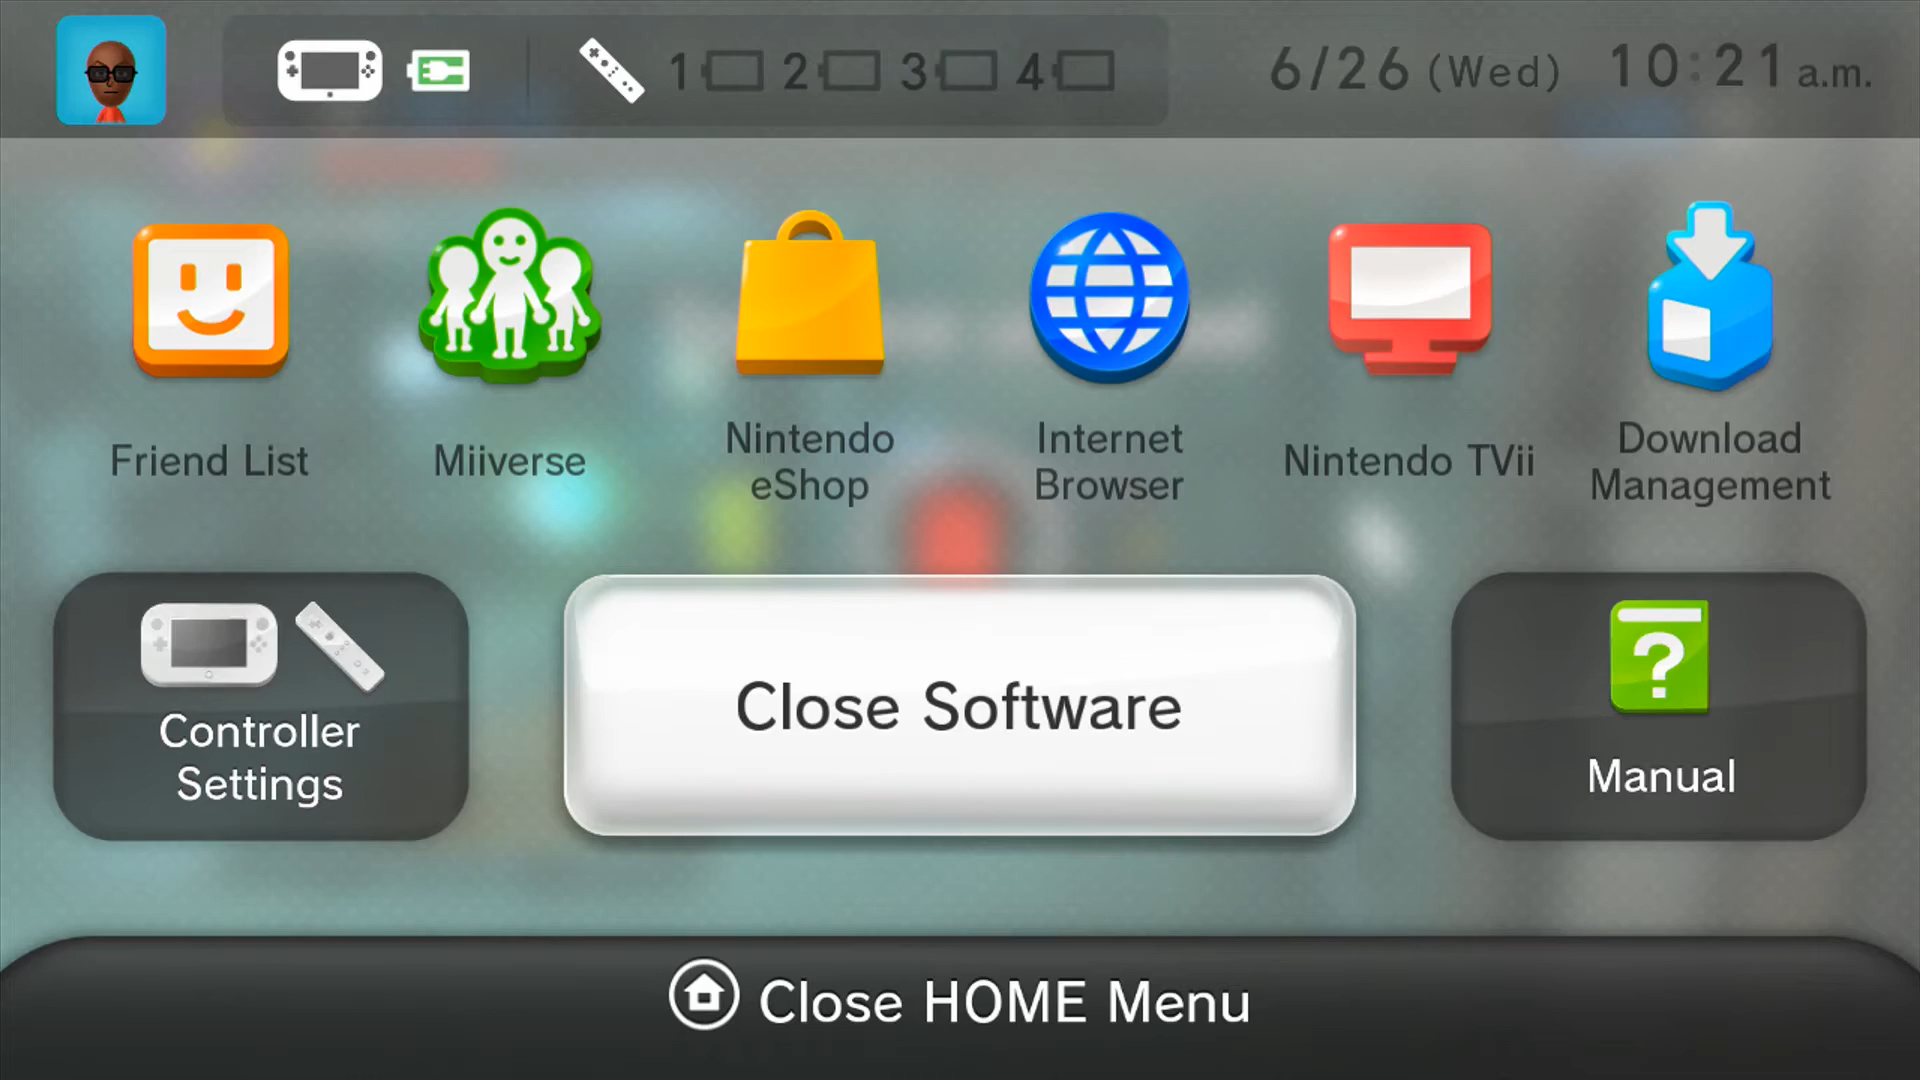 1 2 3 4 6/26 (Wed) 10:21 a.m.
Friend List
Miiverse
Nintendo
eShop
Internet
Browser
Nintendo TVii
Download
Management
Controller
Settings
Close Software
?
Manual
Close HOME Menu